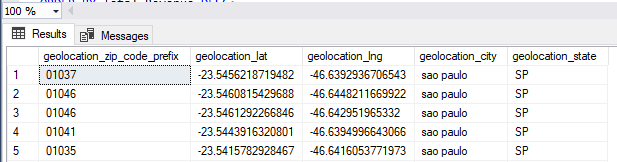 100 %
Results Messages
geolocation_zip_code_prefix geolocation_lat geolocation_lng geolocation_city geolocation_state
1 01037 -23.5456218719482 -46.6392936706543 sao paulo SP
2 01046 -23.5460815429688 -46.6448211669922 sao paulo SP
3 01046 -23.5461292266846 -46.642951965332 sao paulo SP
4 01041 -23.5443916320801 -46.6394996643066 sao paulo SP
5 01035 -23.5415782928467 -46.6416053771973 sao paulo SP